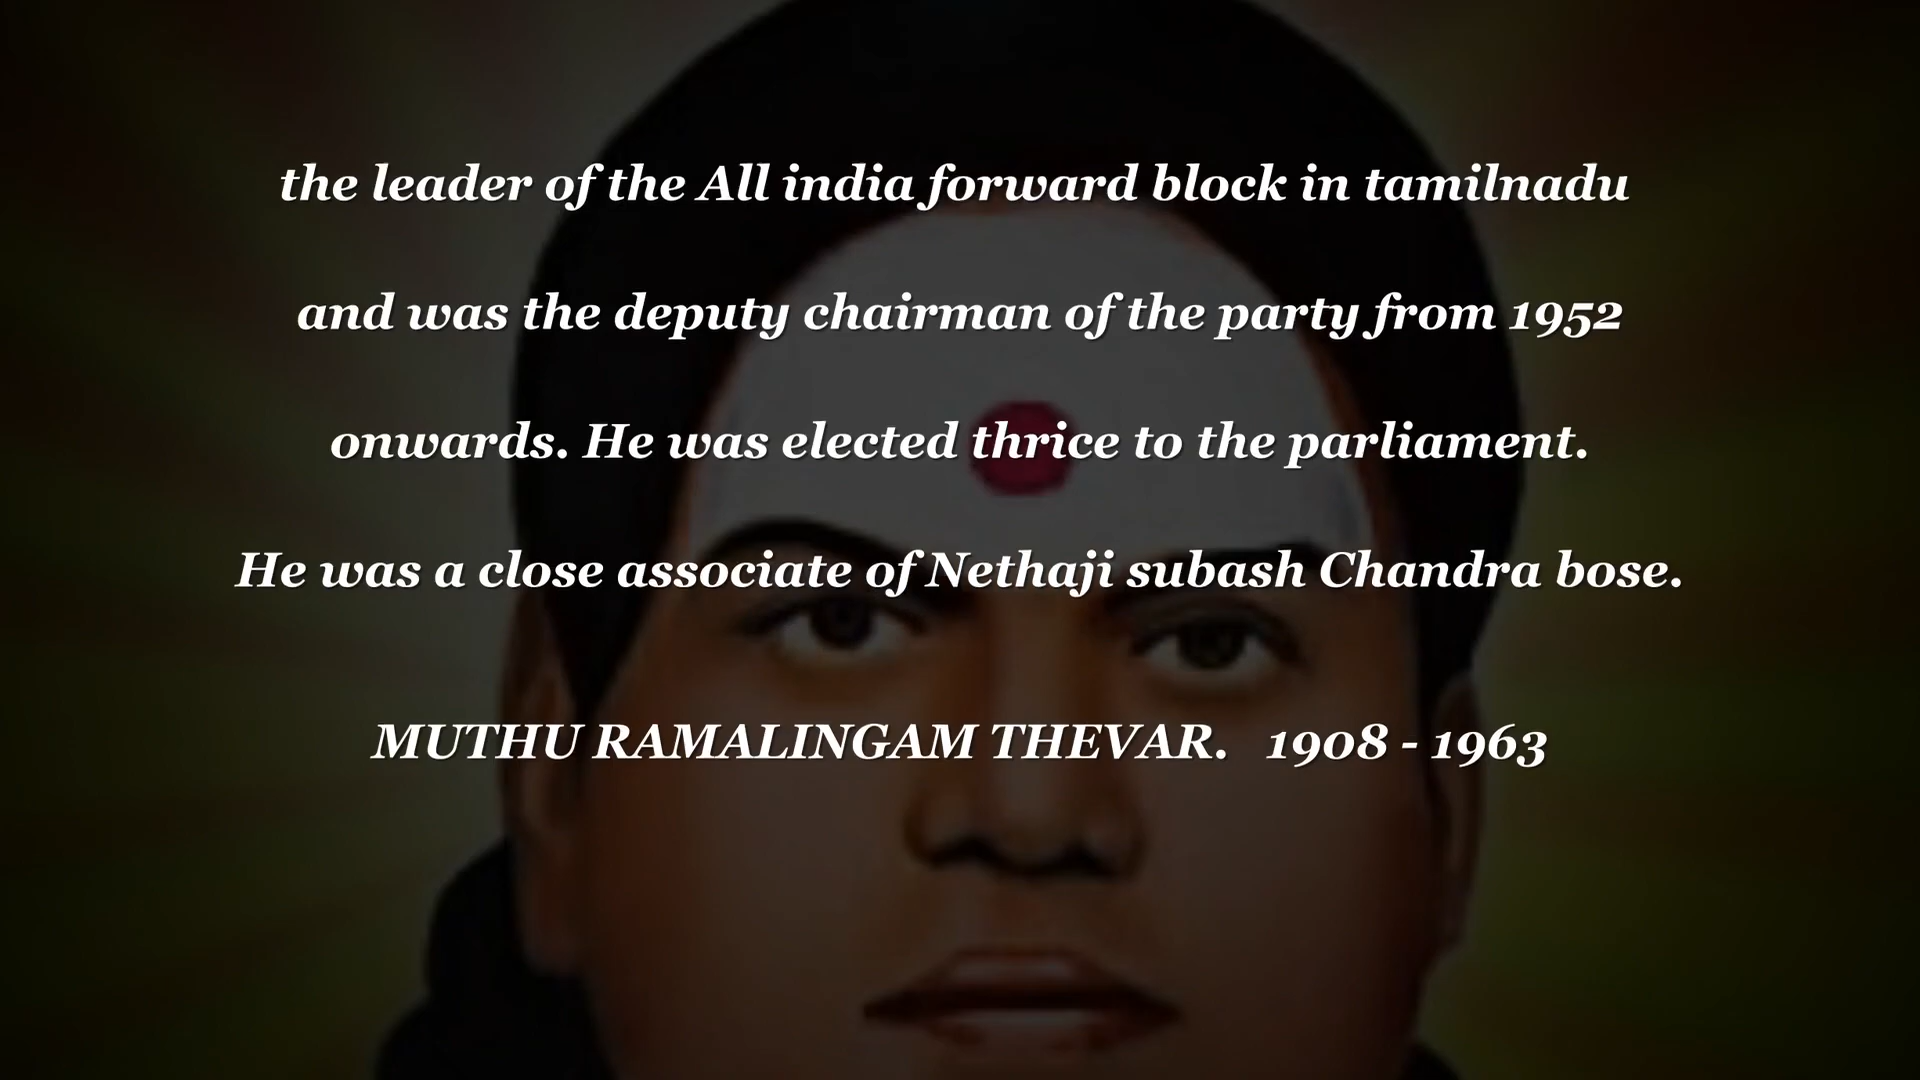 the leader of the All india forward block in tamilnadu
and was the deputy chairman of the party from 1952
onwards. He was elected thrice to the parliament.
He was a close associate of Nethaji subash Chandra bose.
MUTHU RAMALINGAM THEVAR. 1908 - 1963